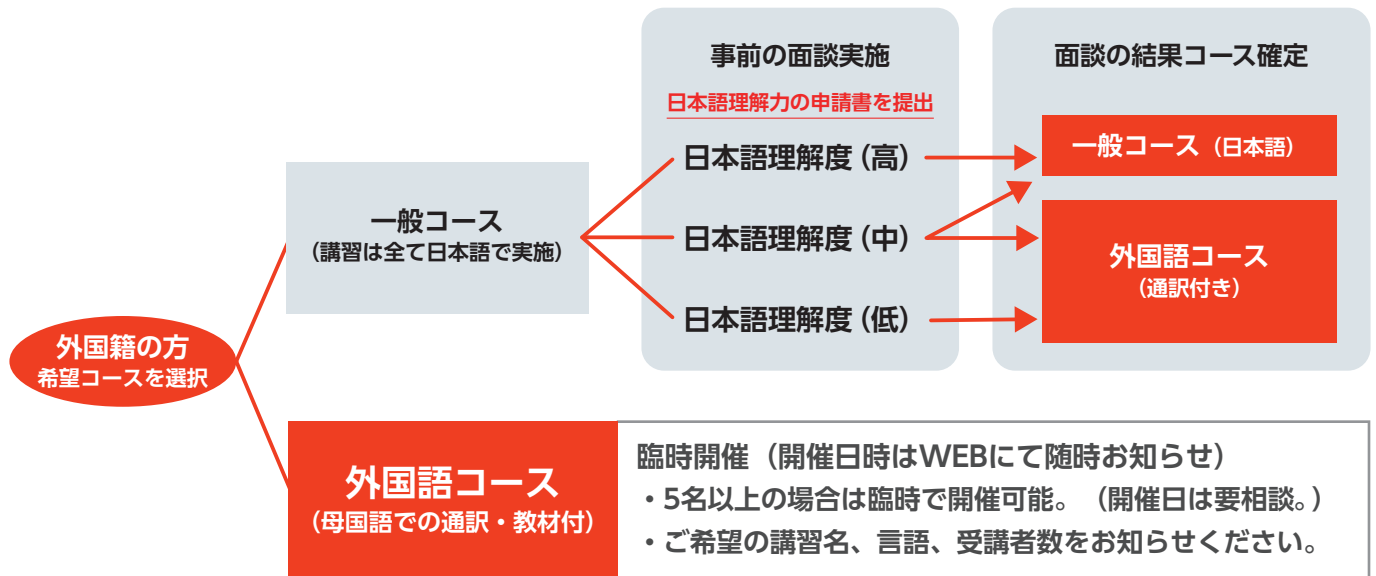 事前の面談実施
日本語理解力の申請書を提出
日本語理解度（高）
日本語理解度（中）
日本語理解度（低）
面談の結果コース確定
一般コース（日本語）
外国語コース
（通訳付き）
一般コース
（講習は全て日本語で実施）
外国籍の方
希望コースを選択
外国語コース
（母国語での通訳・教材付）
臨時開催（開催日時はWEBにて随時お知らせ）
・5名以上の場合は臨時で開催可能。（開催日は要相談。）
・ご希望の講習名、言語、受講者数をお知らせください。